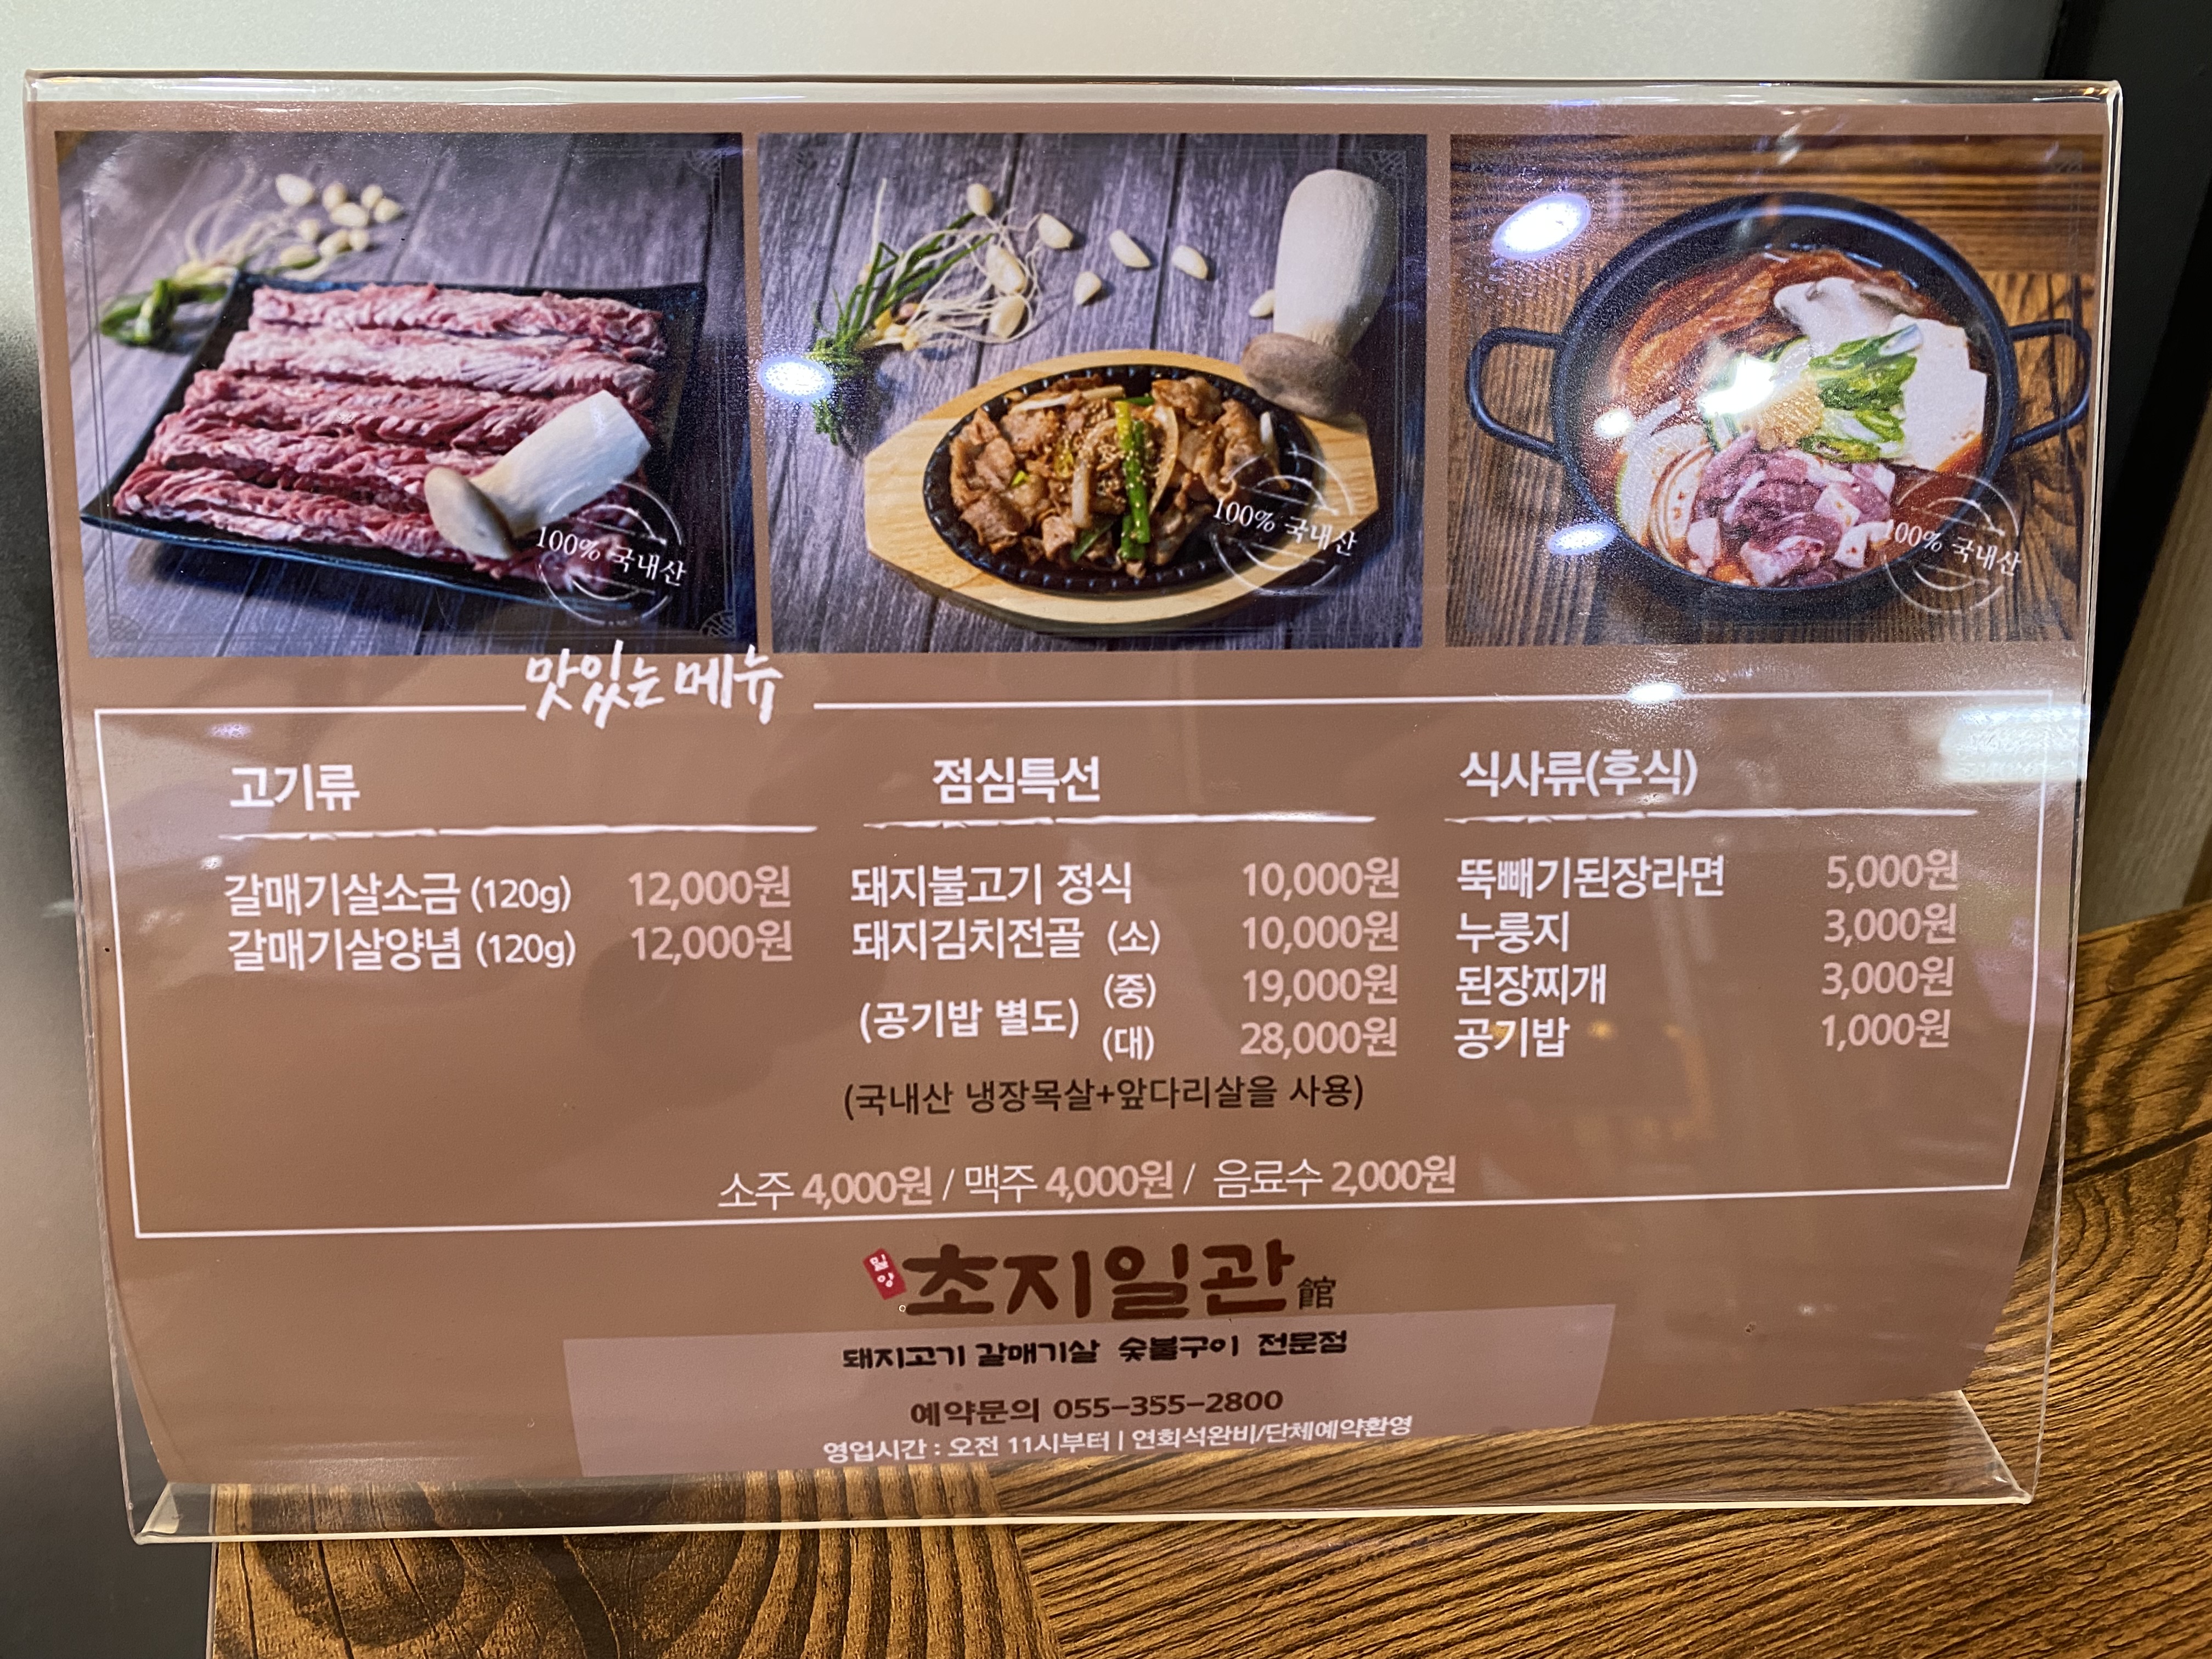 100% 국내산
100% 국내산
100% 국내산
맛있는 메뉴
고기류
갈매기살소금 (120g) 12,000원
갈매기살양념 (120g) 12,000원
점심특선
돼지불고기 정식 10,000원
돼지김치전골 (소) 10,000원
(중) 19,000원
(공기밥 별도)
(대) 28,000원
(국내산 냉장목살+앞다리살을 사용)
식사류(후식)
뚝빼기된장라면 5,000원
누룽지 3,000원
된장찌개 3,000원
공기밥 1,000원
소주 4,000원 / 맥주 4,000원 / 음료수 2,000원
밀양 초지일관 館
돼지고기 갈매기살 숯불구이 전문점
예약문의 055-355-2800
영업시간 : 오전 11시부터 | 연회석완비/단체예약환영